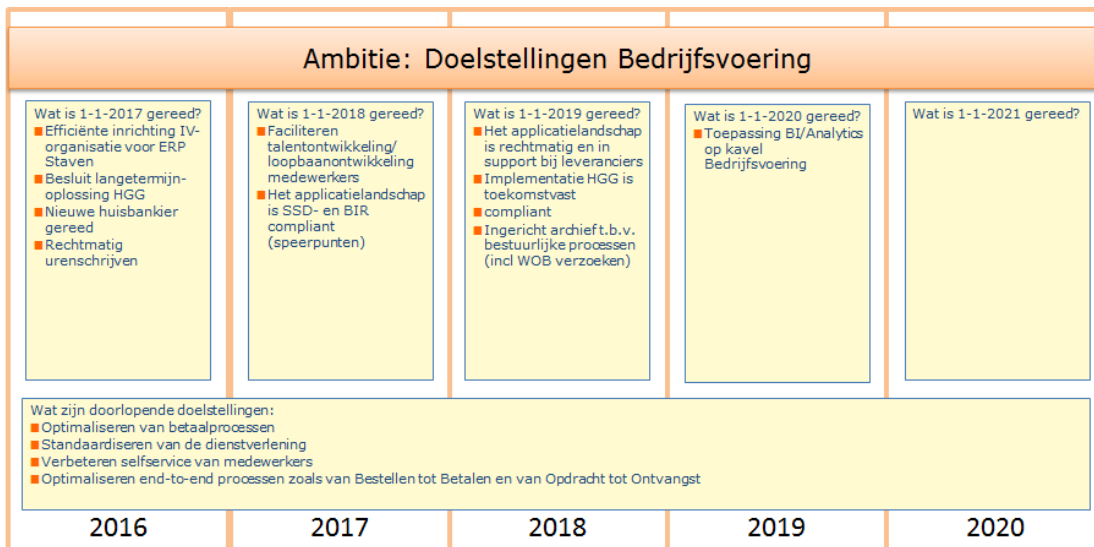 Ambitie: Doelstellingen Bedrijfsvoering
Wat is 1-1-2017 gereed?
Efficiënte inrichting IV-
organisatie voor ERP
Staven
Besluit langetermijn-
oplossing HGG
Nieuwe huisbankier
gereed
Rechtmatig
urenschrijven
Wat is 1-1-2018 gereed?
Faciliteren
talentontwikkeling/
loopbaanontwikkeling
medewerkers
Het applicatielandschap
is SSD- en BIR
compliant
(speerpunten)
Wat is 1-1-2019 gereed?
Het applicatielandschap
is rechtmatig en in
support bij leveranciers
Implementatie HGG is
toekomstvast
compliant
Ingericht archief t.b.v.
bestuurlijke processen
(incl WOB verzoeken)
Wat is 1-1-2020 gereed?
Toepassing BI/Analytics
op kavel
Bedrijfsvoering
Wat is 1-1-2021 gereed?
Wat zijn doorlopende doelstellingen:
Optimaliseren van betaalprocessen
Standaardiseren van de dienstverlening
Verbeteren selfservice van medewerkers
Optimaliseren end-to-end processen zoals van Bestellen tot Betalen en van Opdracht tot Ontvangst
2016 2017 2018 2019 2020